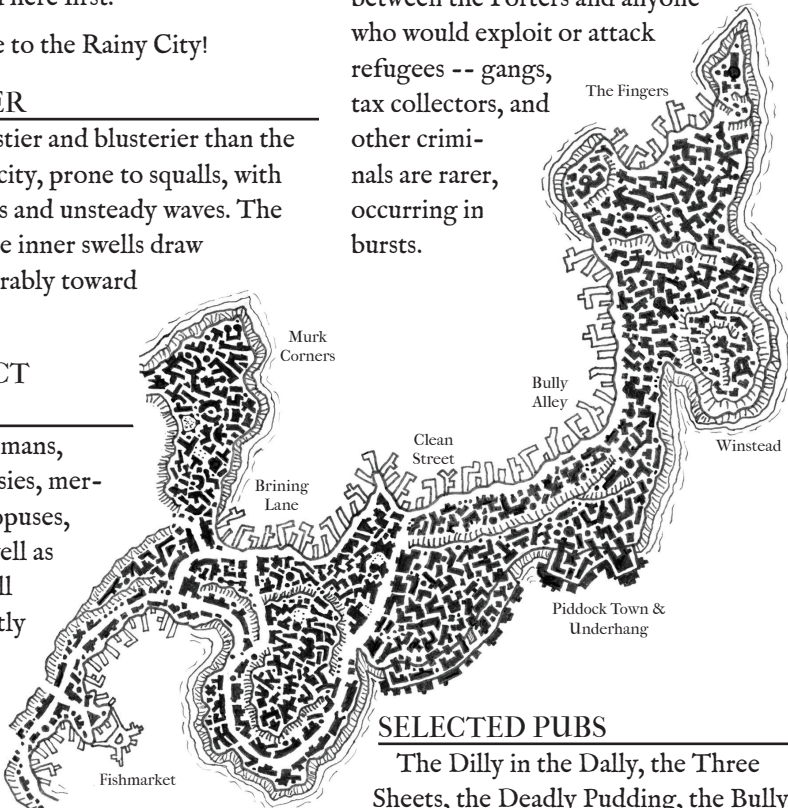 here first.
e to the Rainy City!
ER
stier and blusterier than the
city, prone to squalls, with
s and unsteady waves. The
e inner swells draw
rably toward
CT
mans,
sies, mer-
opuses,
ell as
ll
tly
between the Porters and anyone
who would exploit or attack
refugees -- gangs,
tax collectors, and
other crimi-
nals are rarer,
occurring in
bursts.
The Fingers
Murk
Corners
Bully
Alley
Clean
Street
Winstead
Brining
Lane
Piddock Town &
Underhang
Fishmarket
SELECTED PUBS
The Dilly in the Dally, the Three
Sheets, the Deadly Pudding, the Bully